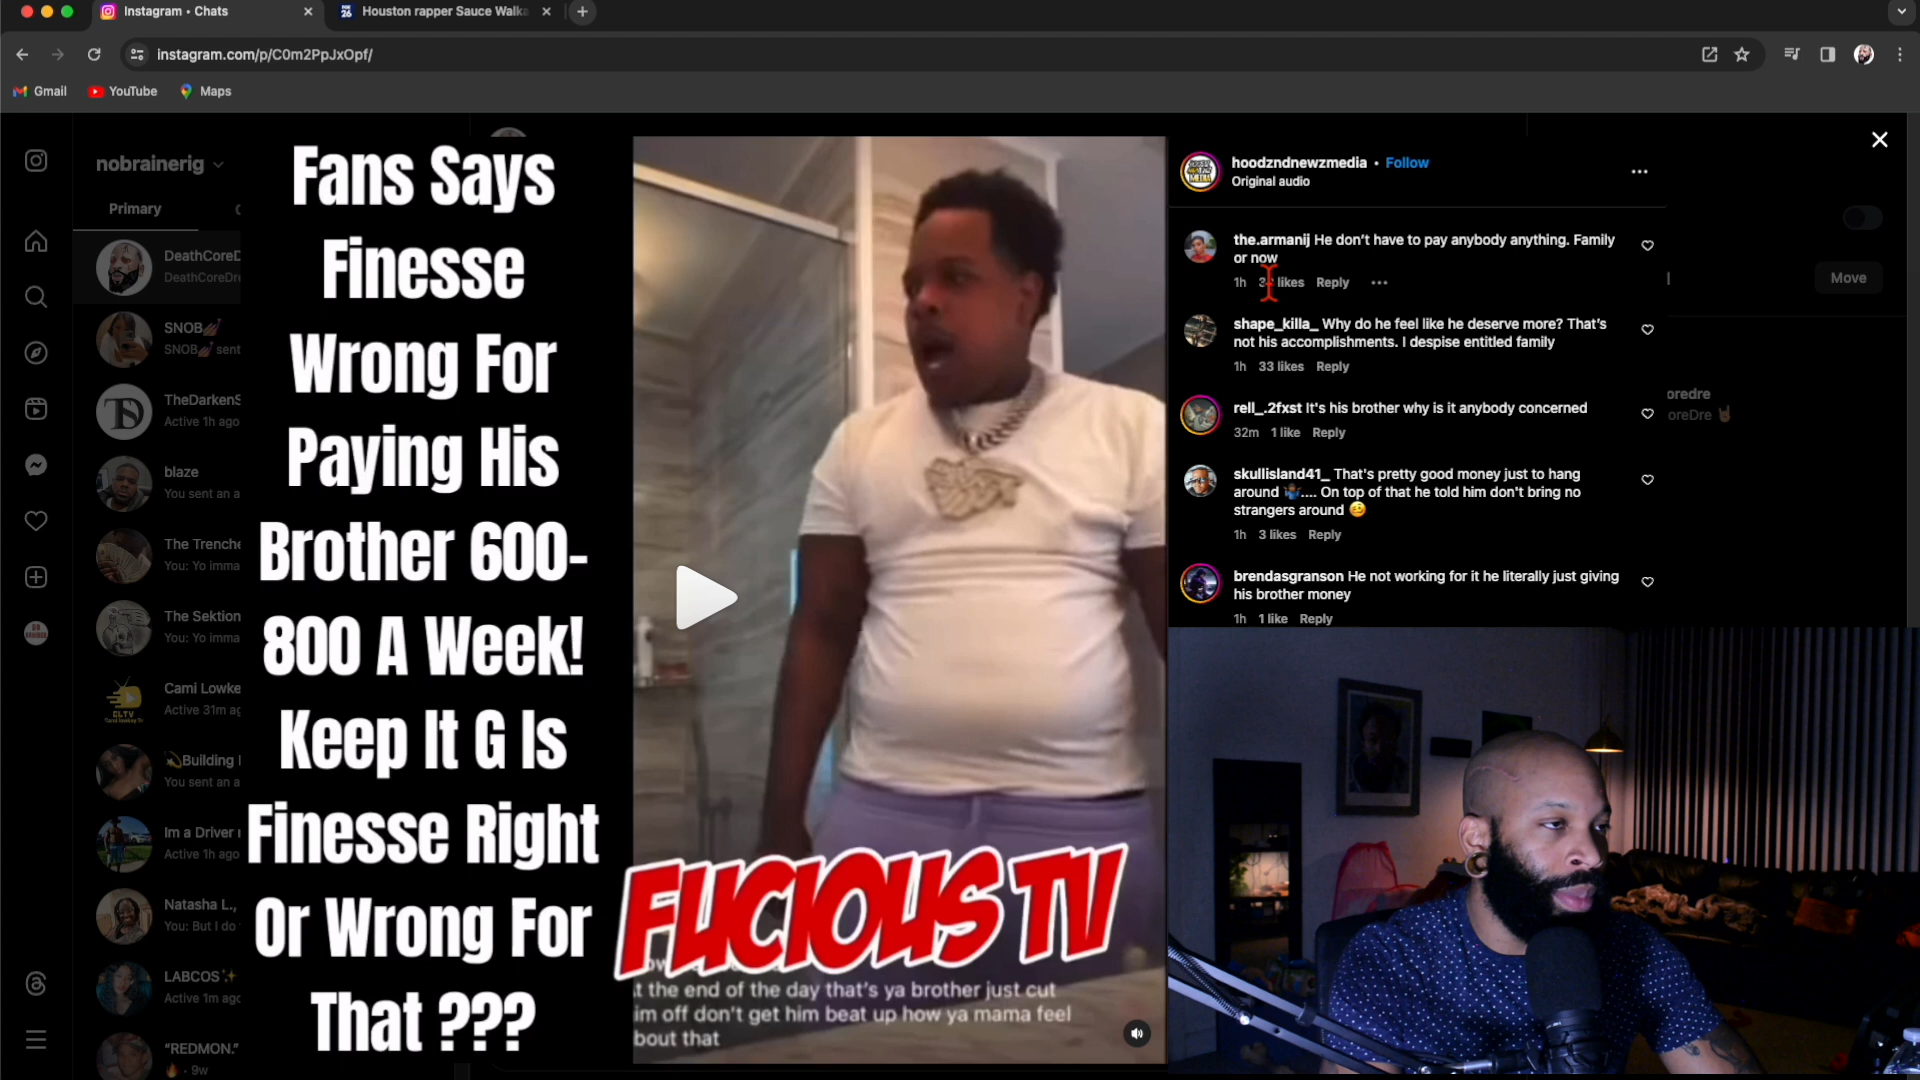 Instagram • Chats
Houston rapper Sauce Walk
instagram.com/p/C0m2PpJxOpf/
Gmail
YouTube
Maps
nobrainerig
Primary
DeathCoreD
DeathCoreDr
SNOB
SNOB sent
TheDarkenS
Active 1h ago
blaze
You sent an a
The Trenche
You: Yo imma
The Sektion
You: Yo imma
Cami Lowke
Active 31m ag
Building
You sent an a
Im a Driver
Active 1h ago
Natasha L.,
You: But I do
LABCOS
Active 1m ago
“REDMON.”
9w
Fans Says
Finesse
Wrong For
Paying His
Brother 600-
800 A Week!
Keep It G Is
Finesse Right
Or Wrong For
That ???
FUCIOUS TV
t the end of the day that's ya brother just cut
im off don't get him beat up how ya mama feel
bout that
hoodzndnewzmedia • Follow
Original audio
the.armanij He don’t have to pay anybody anything. Family
or now
1h likes Reply
shape_killa_ Why do he feel like he deserve more? That’s
not his accomplishments. I despise entitled family
1h 33 likes Reply
rell_.2fxst It's his brother why is it anybody concerned
32m 1 like Reply
skullisland41_ That's pretty good money just to hang
around 🤷🏾‍♂️.... On top of that he told him don't bring no
strangers around 🥴
1h 3 likes Reply
brendasgranson He not working for it he literally just giving
his brother money
1h 1 like Reply
Move
oredre
oreDre 🤘🏾